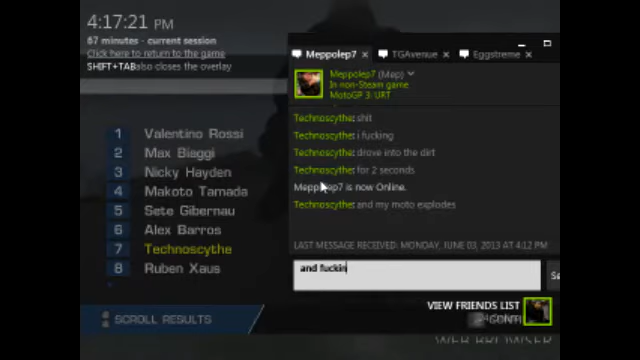 4:17:21 PM
67 minutes - current session
Click here to return to the game
SHIFT+TAB also closes the overlay
Meppolep7 × TGAvenue × Eggstreme ×
Meppolep7 (Mep)
In non-Steam game
MotoGP 3: URT
Technoscythe: shit
Technoscythe: i fucking
Technoscythe: drove into the dirt
Technoscythe: for 2 seconds
Meppolep7 is now Online.
Technoscythe: and my moto explodes
LAST MESSAGE RECEIVED: MONDAY, JUNE 03, 2013 AT 4:12 PM
and fuckin
Se
1 Valentino Rossi
2 Max Biaggi
3 Nicky Hayden
4 Makoto Tamada
5 Sete Gibernau
6 Alex Barros
7 Technoscythe
8 Ruben Xaus
SCROLL RESULTS
VIEW FRIENDS LIST
WEB BROWSER